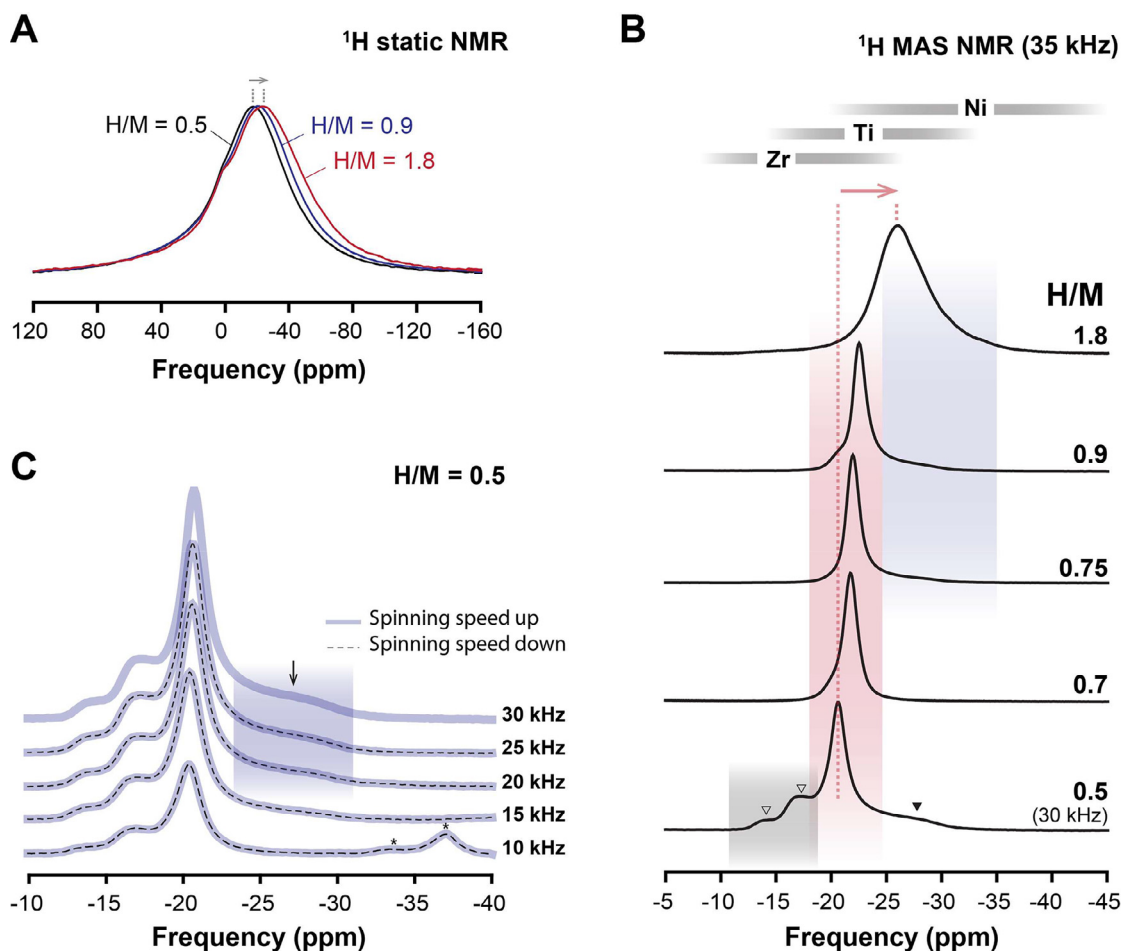 A
¹H static NMR
H/M = 0.5
H/M = 0.9
H/M = 1.8
120 80 40 0 -40 -80 -120 -160
Frequency (ppm)
B
¹H MAS NMR (35 kHz)
Ni
Ti
Zr
H/M
1.8
0.9
0.75
0.7
0.5
(30 kHz)
-5 -10 -15 -20 -25 -30 -35 -40 -45
Frequency (ppm)
C
H/M = 0.5
Spinning speed up
Spinning speed down
30 kHz
25 kHz
20 kHz
15 kHz
* *
10 kHz
-10 -15 -20 -25 -30 -35 -40
Frequency (ppm)